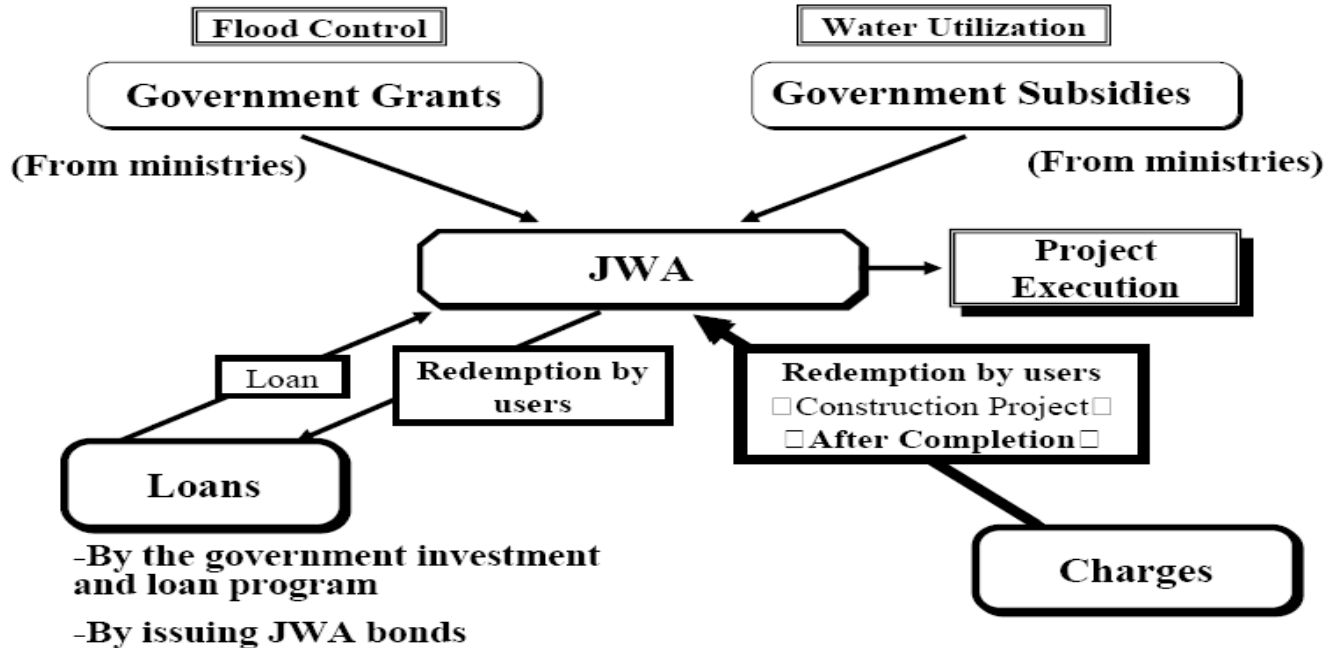 Flood Control
Water Utilization
Government Grants
Government Subsidies
(From ministries)
(From ministries)
JWA
Project
Execution
Loan
Redemption by
users
Redemption by users
□Construction Project□
□After Completion□
Loans
Charges
-By the government investment
and loan program
-By issuing JWA bonds